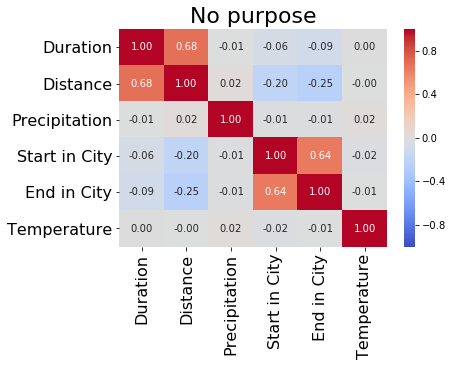 No purpose
Duration 1.00 0.68 -0.01 -0.06 -0.09 0.00
Distance 0.68 1.00 0.02 -0.20 -0.25 -0.00
Precipitation -0.01 0.02 1.00 -0.01 -0.01 0.02
Start in City -0.06 -0.20 -0.01 1.00 0.64 -0.02
End in City -0.09 -0.25 -0.01 0.64 1.00 -0.01
Temperature 0.00 -0.00 0.02 -0.02 -0.01 1.00
Duration
Distance
Precipitation
Start in City
End in City
Temperature
0.8
0.4
0.0
−0.4
−0.8